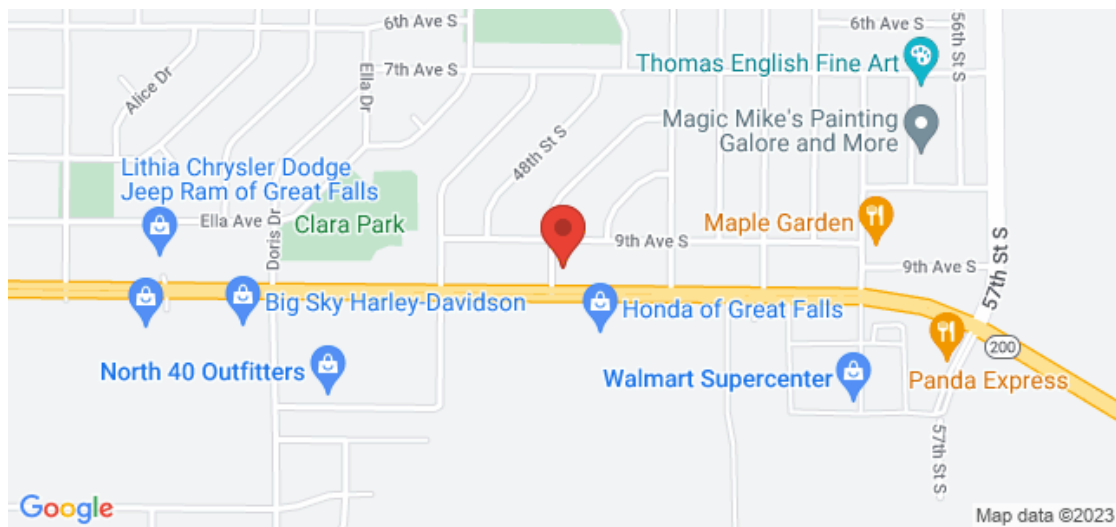 6th Ave S
6th Ave S
56th St S
Thomas English Fine Art
7th Ave S
Ella Dr
Alice Dr
Magic Mike's Painting
Galore and More
48th St S
Lithia Chrysler Dodge
Jeep Ram of Great Falls
Ella Ave
Doris Dr
Clara Park
Maple Garden
9th Ave S
9th Ave S
57th St S
Big Sky Harley-Davidson
Honda of Great Falls
200
North 40 Outfitters
Walmart Supercenter
Panda Express
57th St S
Google
Map data ©2023